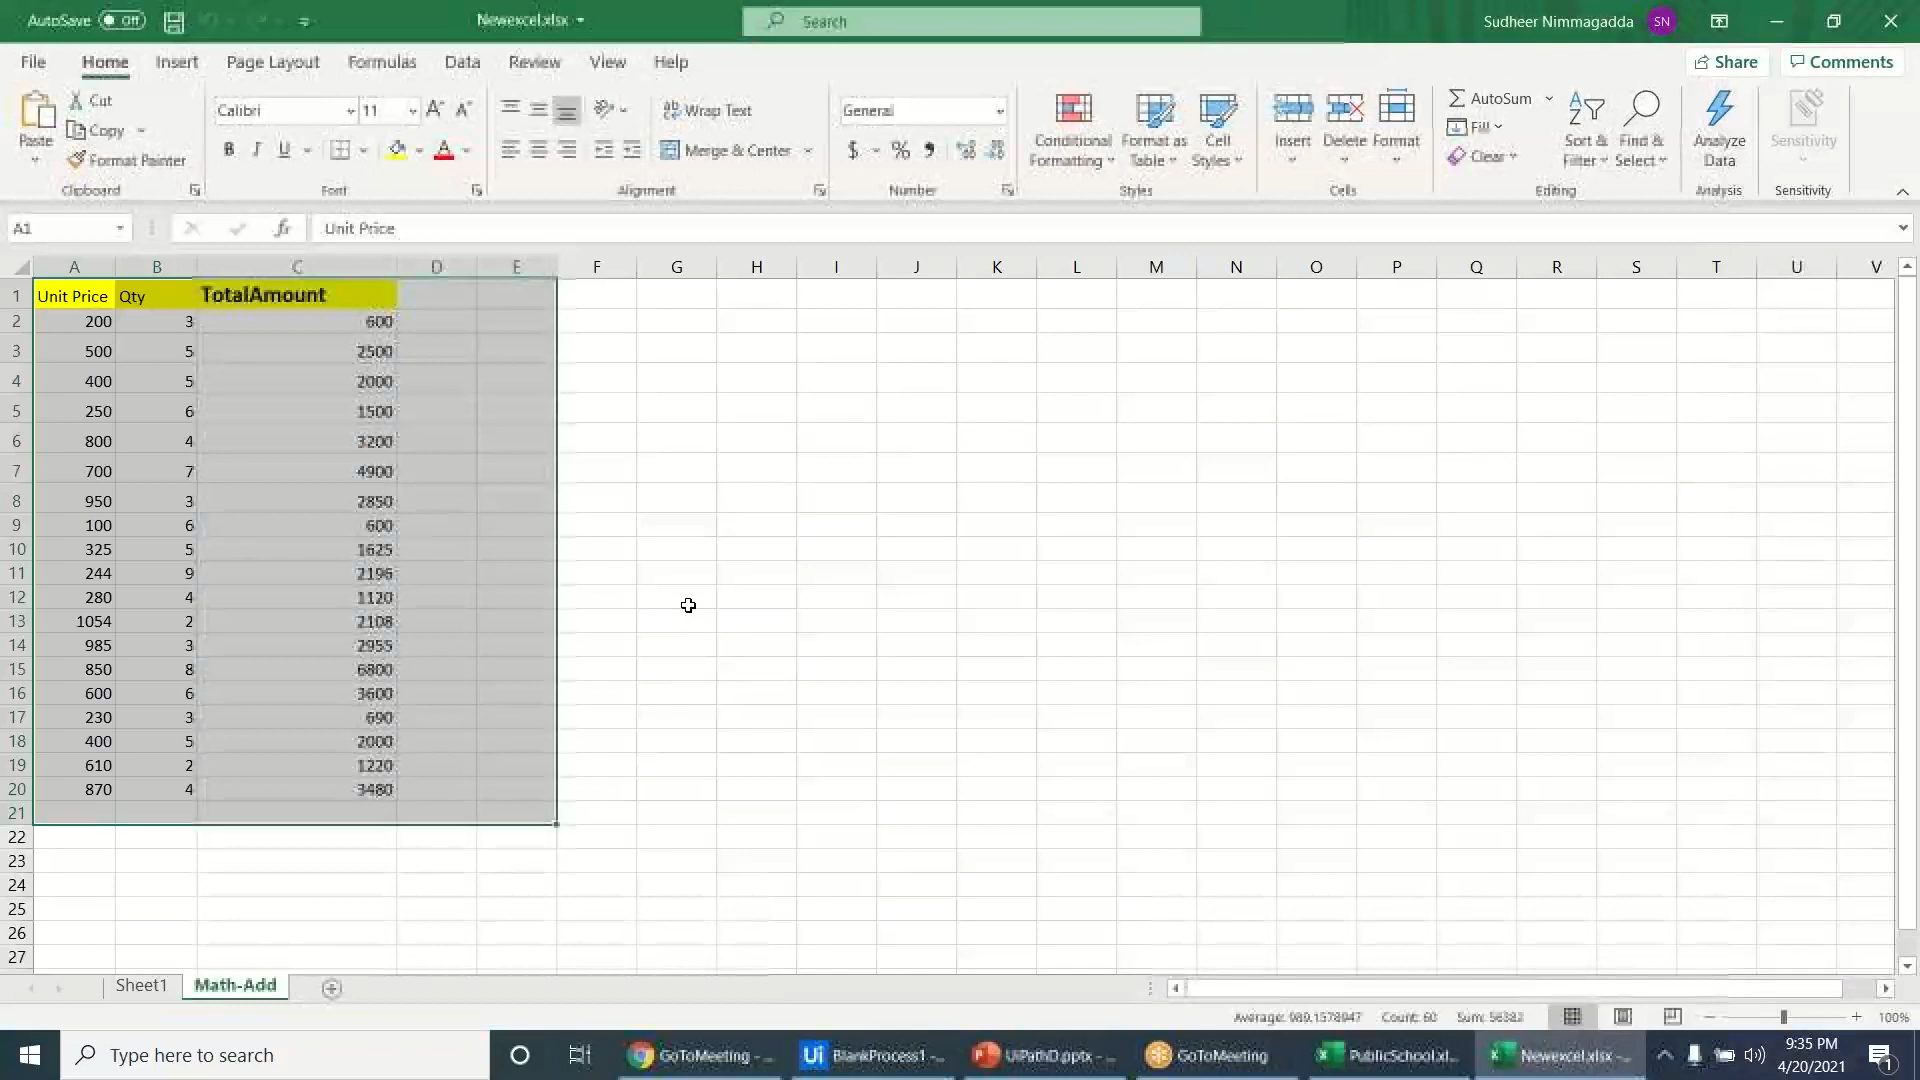 AutoSave Off Newexcel.xlsx Search Sudheer Nimmagadda SN
File Home Insert Page Layout Formulas Data Review View Help Share Comments
Paste Cut Copy Format Painter Clipboard
Calibri 11 B I U Font
Wrap Text Merge & Center Alignment
General $ % Number
Conditional Formatting Format as Table Cell Styles Styles
Insert Delete Format Cells
AutoSum Fill Clear Sort & Filter Find & Select Editing
Analyze Data Analysis
Sensitivity Sensitivity
A1 fx Unit Price
A B C D E F G H I J K L M N O P Q R S T U V
1 Unit Price Qty TotalAmount
2 200 3 600
3 500 5 2500
4 400 5 2000
5 250 6 1500
6 800 4 3200
7 700 7 4900
8 950 3 2850
9 100 6 600
10 325 5 1625
11 244 9 2196
12 280 4 1120
13 1054 2 2108
14 985 3 2955
15 850 8 6800
16 600 6 3600
17 230 3 690
18 400 5 2000
19 610 2 1220
20 870 4 3480
21
22
23
24
25
26
27
Sheet1 Math-Add
Average: 989.1578947 Count: 60 Sum: 56382 100%
Type here to search GoToMeeting - ... Ui BlankProcess1 -... UiPathD.pptx - ... GoToMeeting PublicSchool.xl... Newexcel.xlsx -... 9:35 PM
4/20/2021 1